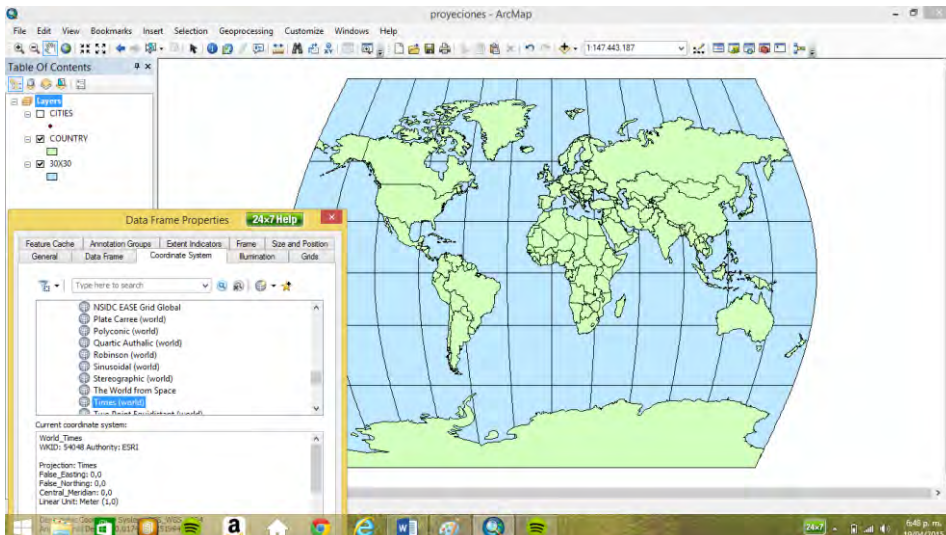 proyeciones - ArcMap
File Edit View Bookmarks Insert Selection Geoprocessing Customize Windows Help
1:147.443.187
Table Of Contents
Layers
CITIES
COUNTRY
30X30
Data Frame Properties
24x7 Help
Feature Cache Annotation Groups Extent Indicators Frame Size and Position
General Data Frame Coordinate System Illumination Grids
Type here to search
NSIDC EASE Grid Global
Plate Carree (world)
Polyconic (world)
Quartic Authalic (world)
Robinson (world)
Sinusoidal (world)
Stereographic (world)
The World from Space
Times (world)
Current coordinate system:
World_Times
WKID: 54048 Authority: ESRI
Projection: Times
False_Easting: 0,0
False_Northing: 0,0
Central_Meridian: 0,0
Linear Unit: Meter (1,0)
24x7
6:40 p. m.